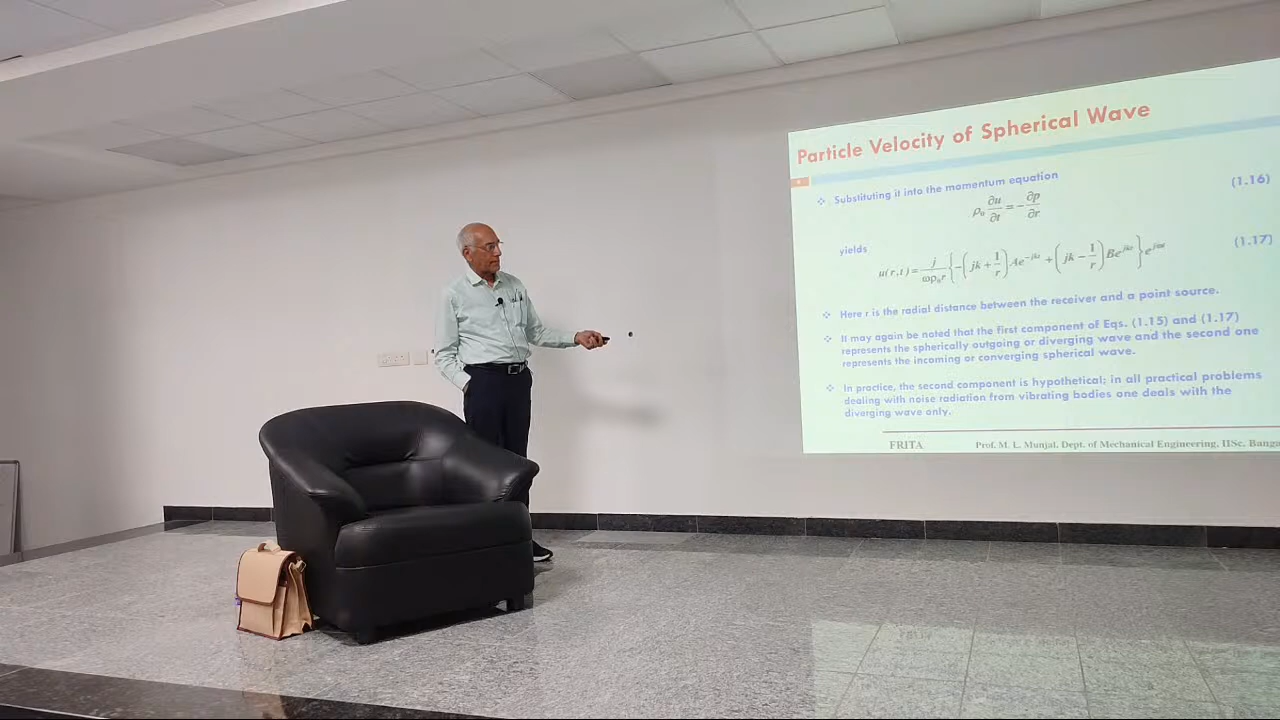 Particle Velocity of Spherical Wave
Substituting it into the momentum equation (1.16)
ρ₀ ∂u/∂t = −∂p/∂r
yields (1.17)
u(r,t) = j/(ωρ₀r) {−(jk + 1/r) Ae^{−jkr} + (jk − 1/r) Be^{jkr}} e^{jωt}
Here r is the radial distance between the receiver and a point source.
It may again be noted that the first component of Eqs. (1.15) and (1.17)
represents the spherically outgoing or diverging wave and the second one
represents the incoming or converging spherical wave.
In practice, the second component is hypothetical; in all practical problems
dealing with noise radiation from vibrating bodies one deals with the
diverging wave only.
FRITA Prof. M. L. Munjal, Dept. of Mechanical Engineering, IISc, Banga